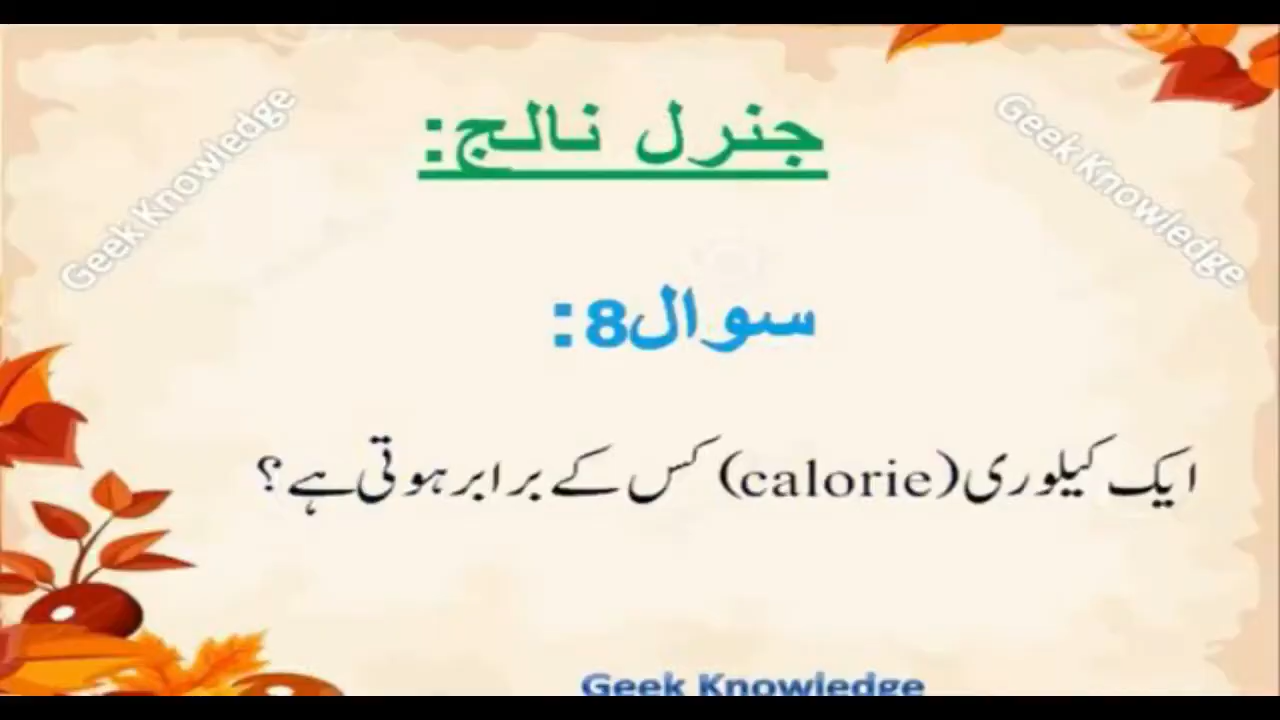 Geek Knowledge
Geek Knowledge
جنرل نالج:
سوال8:
ایک کیلوری (calorie) کس کے برابر ہوتی ہے؟
Geek Knowledge